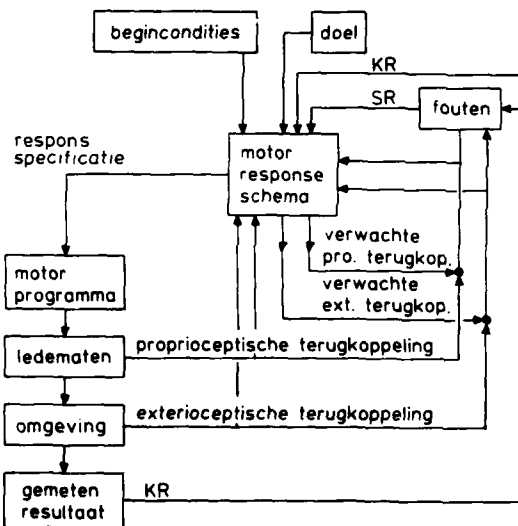 begincondities
doel
KR
SR
fouten
respons
specificatie
motor
response
schema
verwachte
pro. terugkop.
verwachte
ext. terugkop.
motor
programma
ledematen
proprioceptische terugkoppeling
omgeving
exterioceptische terugkoppeling
gemeten
resultaat
KR